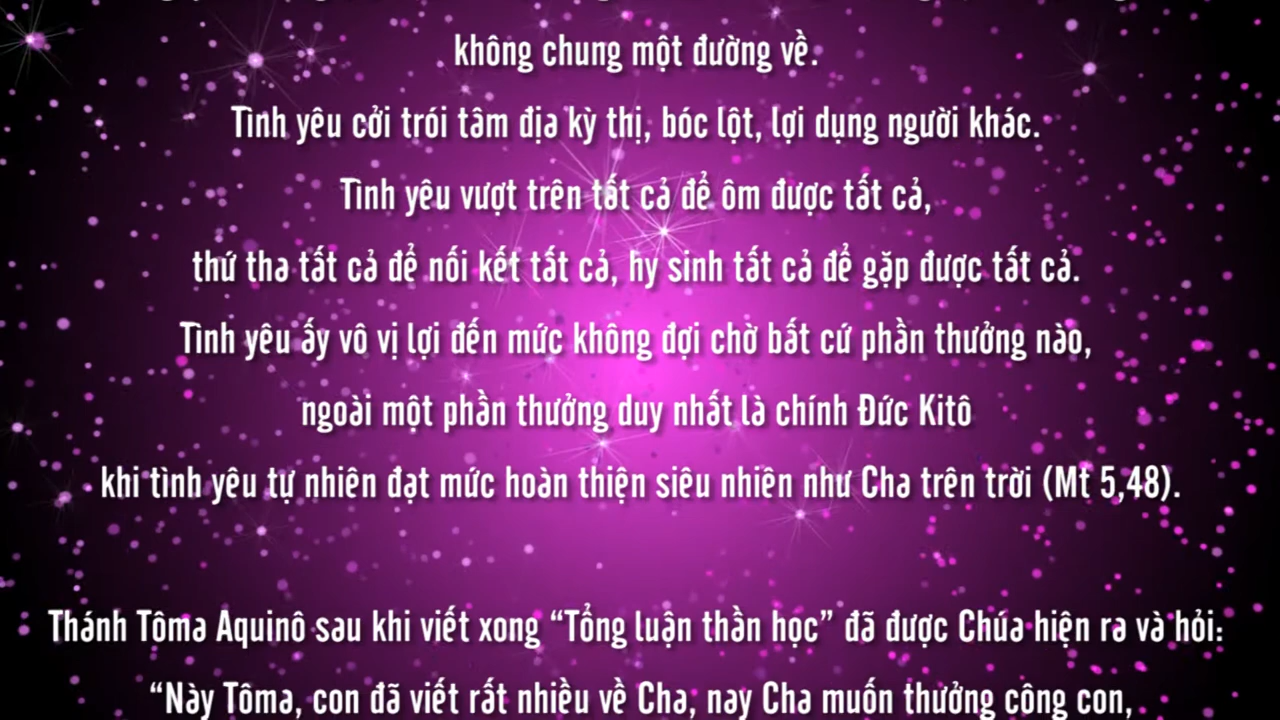 không chung một đường về.
Tình yêu cởi trói tâm địa kỳ thị, bóc lột, lợi dụng người khác.
Tình yêu vượt trên tất cả để ôm được tất cả,
thứ tha tất cả để nối kết tất cả, hy sinh tất cả để gặp được tất cả.
Tình yêu ấy vô vị lợi đến mức không đợi chờ bất cứ phần thưởng nào,
ngoài một phần thưởng duy nhất là chính Đức Kitô
khi tình yêu tự nhiên đạt mức hoàn thiện siêu nhiên như Cha trên trời (Mt 5,48).
Thánh Tôma Aquinô sau khi viết xong “Tổng luận thần học” đã được Chúa hiện ra và hỏi:
“Này Tôma, con đã viết rất nhiều về Cha, nay Cha muốn thưởng công con,